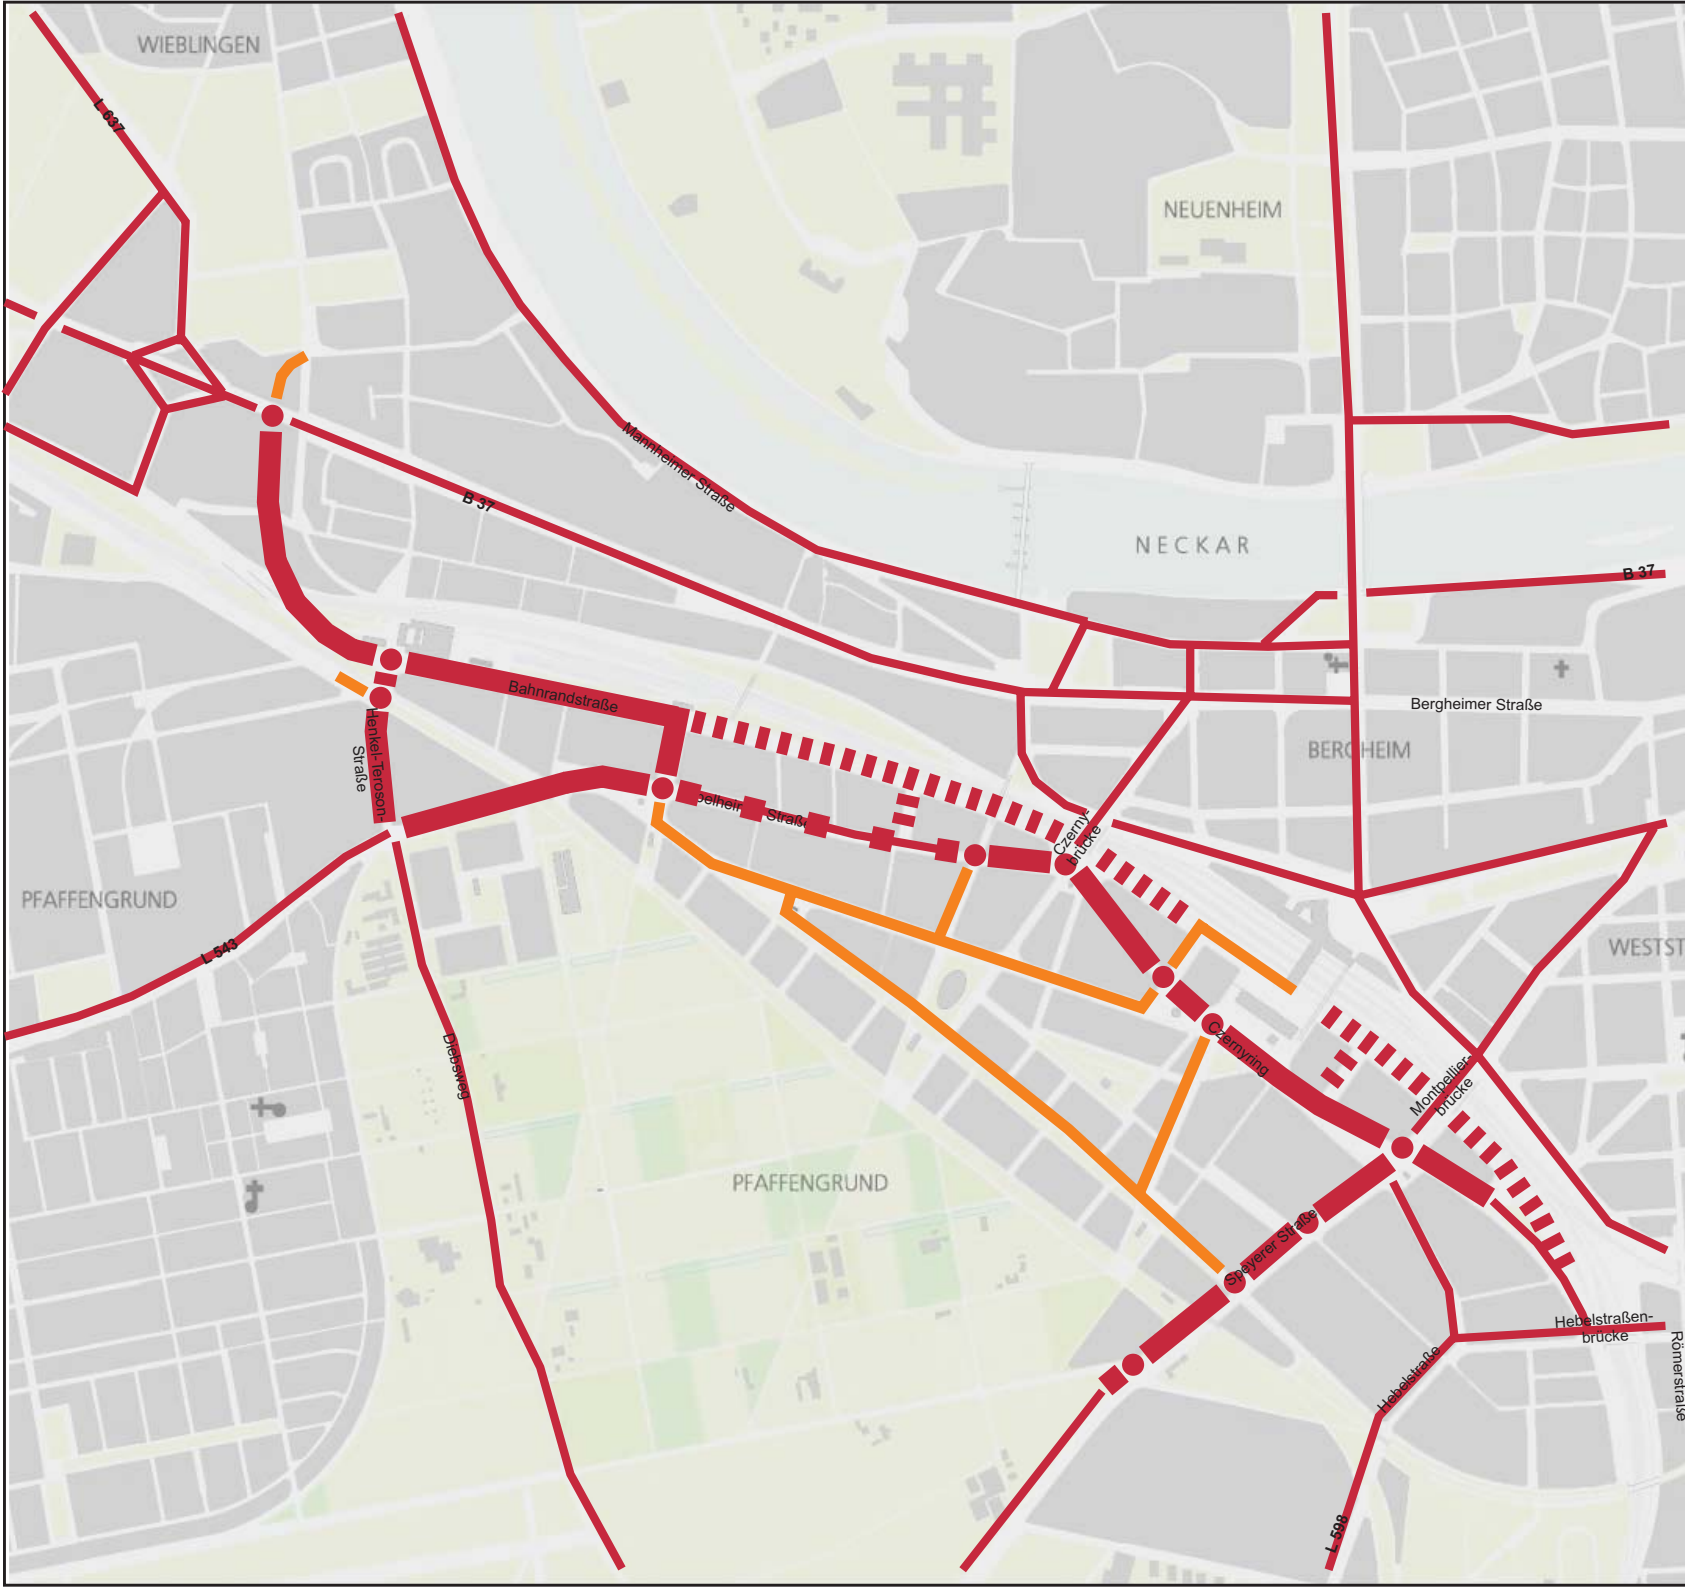 WIEBLINGEN
L 637
NEUENHEIM
Mannheimer Straße
B 37
NECKAR
B 37
Bahnrandstraße
Bergheimer Straße
BERGHEIM
Henkel-Teroson-
Straße
Straße
Czerny-
brücke
PFAFFENGRUND
L 543
WESTST
Diebsweg
Czernyring
Montpellier-
brücke
PFAFFENGRUND
Speyerer Straße
Hebelstraßen-
brücke
Römerstraße
Hebelstraße
L 598